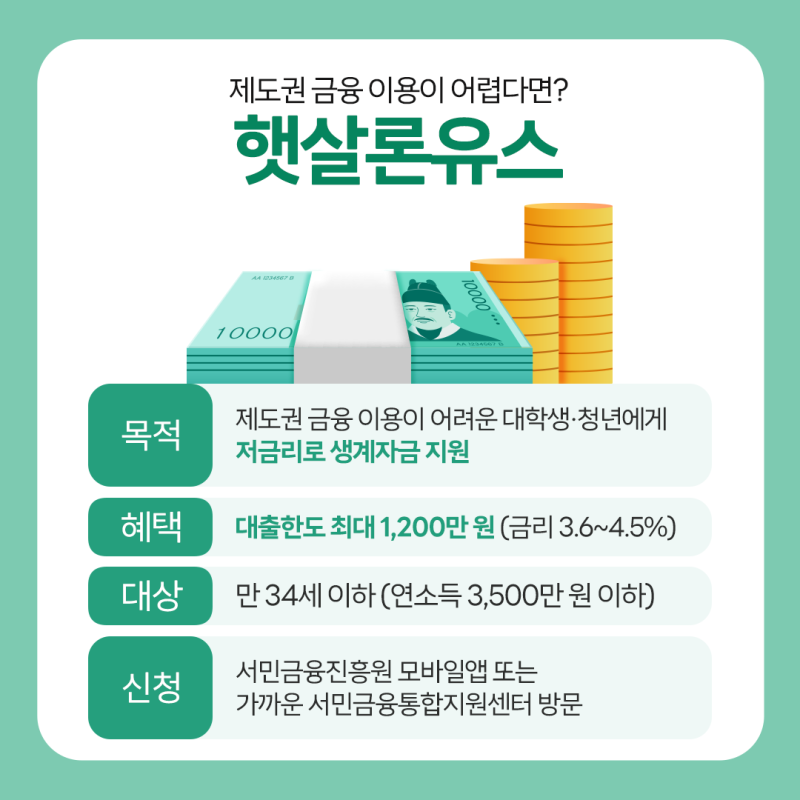 제도권 금융 이용이 어렵다면?
햇살론유스
AA 1234567 B
10000
10000
AA 1234567 B
목적
제도권 금융 이용이 어려운 대학생·청년에게
저금리로 생계자금 지원
혜택
대출한도 최대 1,200만 원 (금리 3.6~4.5%)
대상
만 34세 이하 (연소득 3,500만 원 이하)
신청
서민금융진흥원 모바일앱 또는
가까운 서민금융통합지원센터 방문